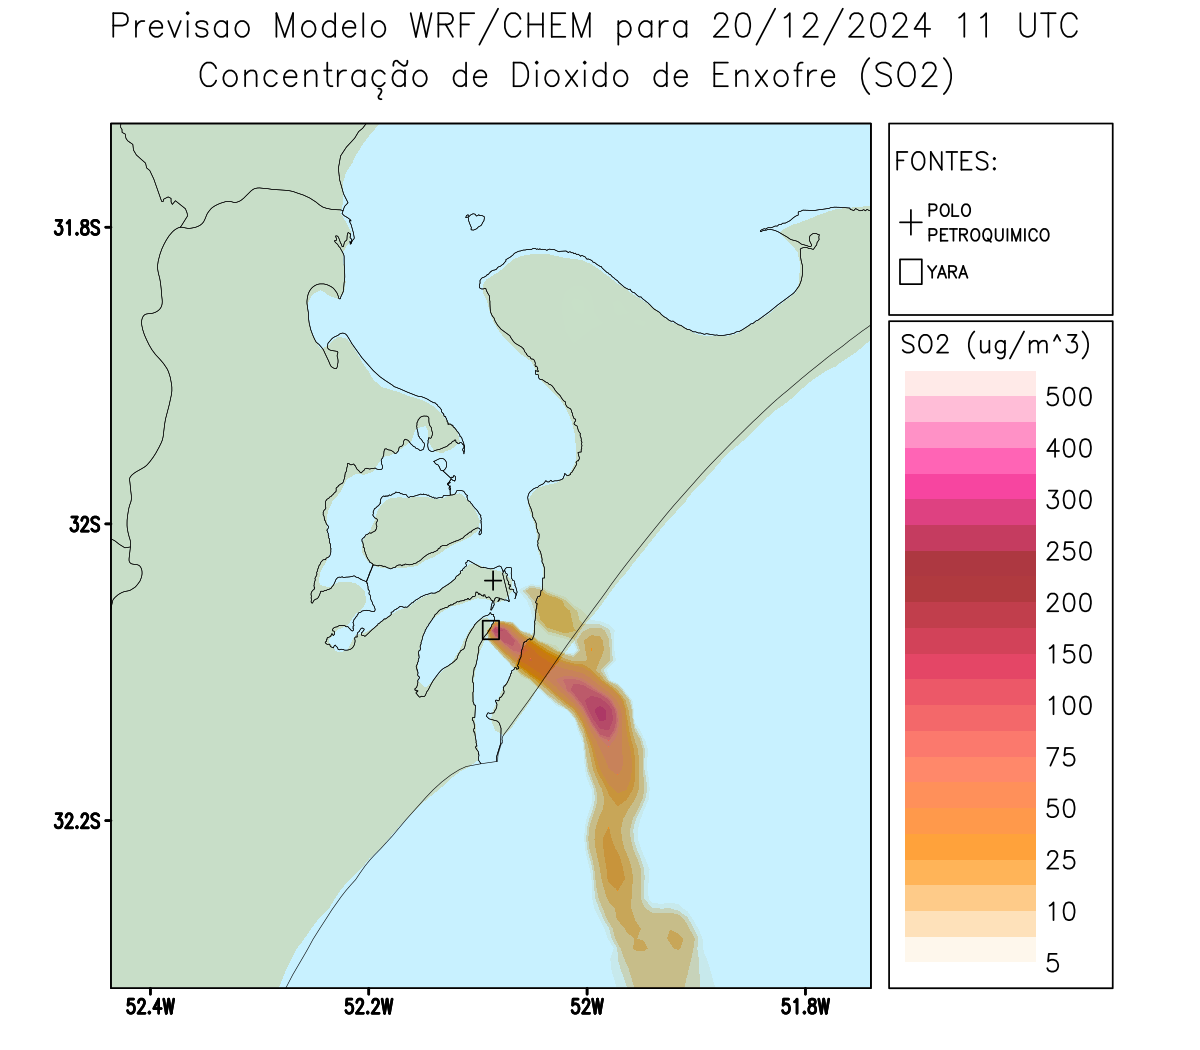 Previsao Modelo WRF/CHEM para 20/12/2024 11 UTC
Concentração de Dioxido de Enxofre (SO2)
FONTES:
POLO
PETROQUIMICO
YARA
SO2 (ug/m^3)
500
400
300
250
200
150
100
75
50
25
10
5
31.8S
32S
32.2S
52.4W
52.2W
52W
51.8W